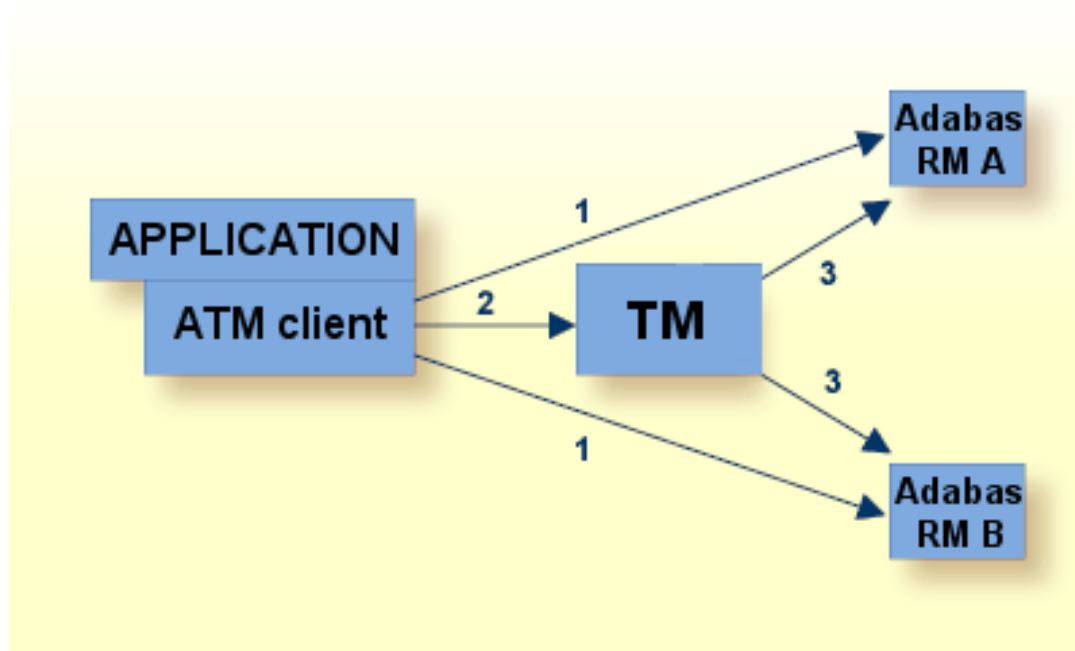 Adabas
RM A
1
APPLICATION
3
2
TM
ATM client
3
1
Adabas
RM B